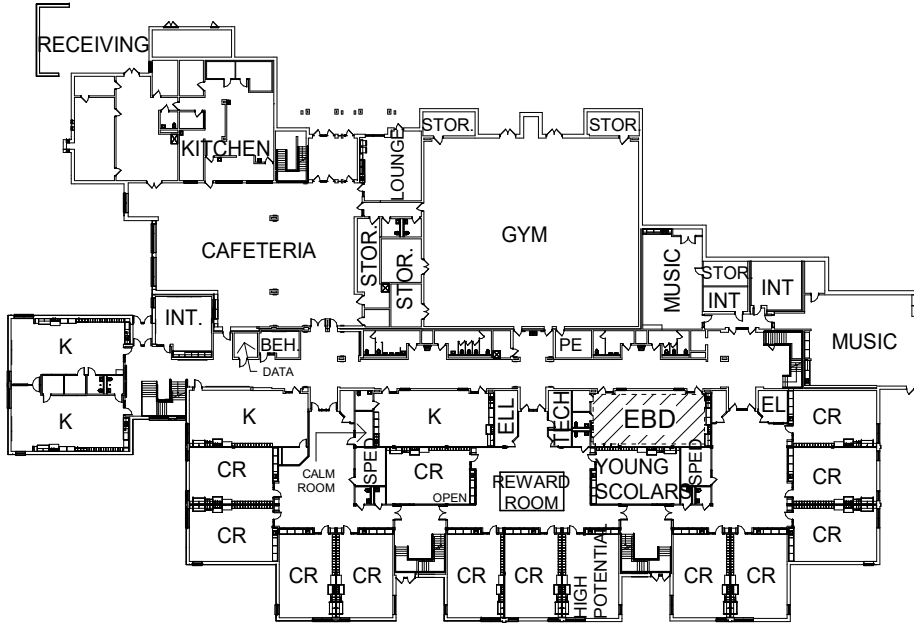 RECEIVING
STOR.
STOR.
KITCHEN
LOUNGE
GYM
CAFETERIA
STOR.
STOR.
STOR.
MUSIC
STOR.
INT
INT
INT.
MUSIC
K
BEH.
DATA
PE
K
K
K
ELL
TECH
EBD
EL
CR
CR
CALM
ROOM
SPED
CR
OPEN
REWARD
ROOM
YOUNG
SCOLARS
SPED
CR
CR
CR
CR
CR
CR
CR
HIGH
POTENTIAL
CR
CR